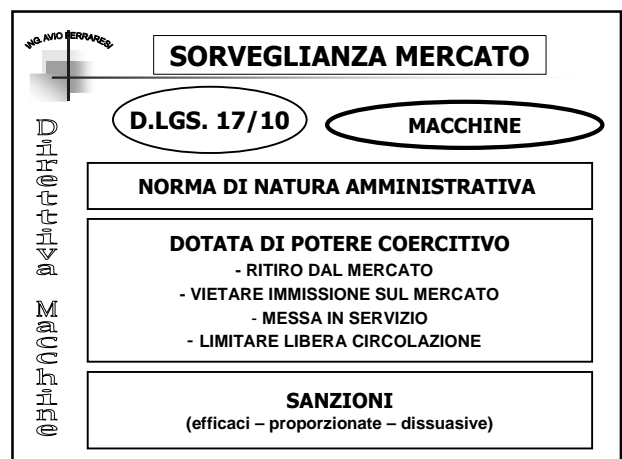 ING. AVIO FERRARESI
SORVEGLIANZA MERCATO
D.LGS. 17/10
MACCHINE
Direttiva Macchine
NORMA DI NATURA AMMINISTRATIVA
DOTATA DI POTERE COERCITIVO
- RITIRO DAL MERCATO
- VIETARE IMMISSIONE SUL MERCATO
- MESSA IN SERVIZIO
- LIMITARE LIBERA CIRCOLAZIONE
SANZIONI
(efficaci – proporzionate – dissuasive)